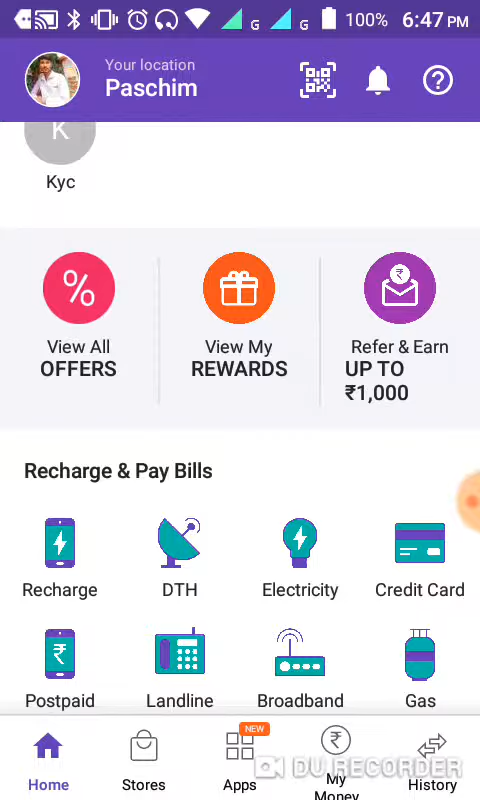 100% 6:47 PM
G G
Your location
Paschim
K
Kyc
%
View All
OFFERS
View My
REWARDS
₹
Refer & Earn
UP TO
₹1,000
Recharge & Pay Bills
Recharge
DTH
Electricity
Credit Card
₹
Postpaid
Landline
Broadband
Gas
NEW
₹
Home
Stores
Apps
My
Money
History
DU RECORDER